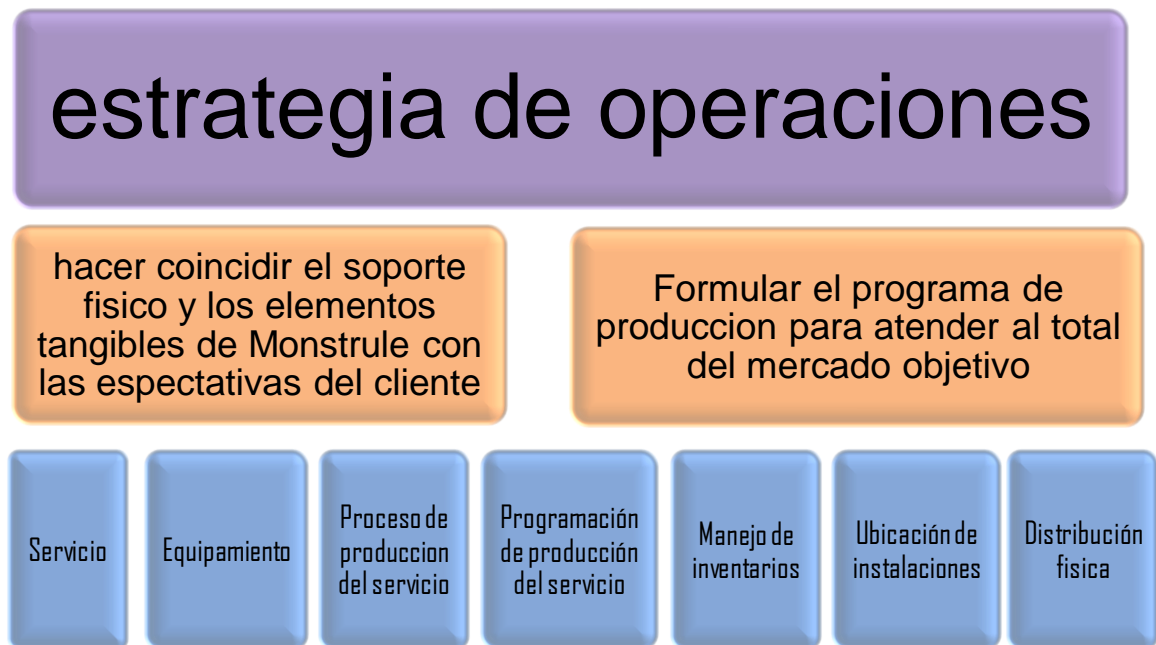 estrategia de operaciones
hacer coincidir el soporte
fisico y los elementos
tangibles de Monstrule con
las espectativas del cliente
Formular el programa de
produccion para atender al total
del mercado objetivo
Servicio
Equipamiento
Proceso de
produccion
del servicio
Programación
de producción
del servicio
Manejo de
inventarios
Ubicación de
instalaciones
Distribución
fisica